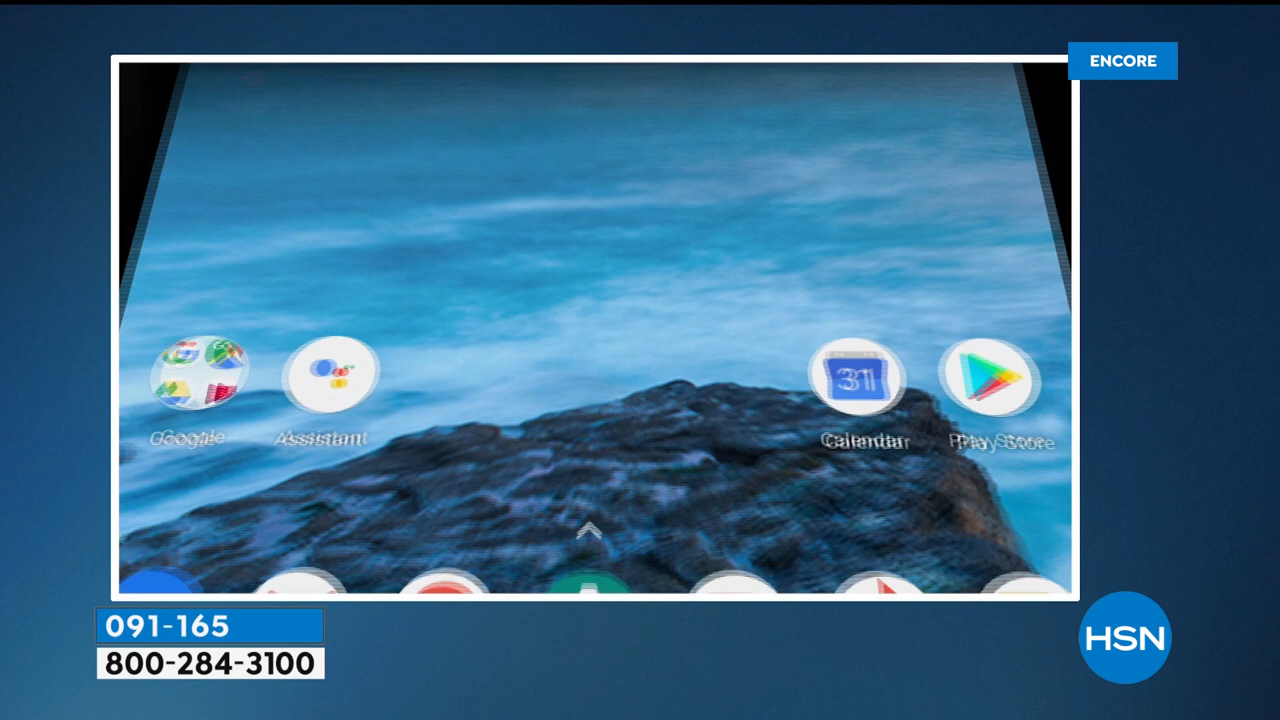 ENCORE
Google
Assistant
31
Calendar
Play Store
091-165
800-284-3100
HSN